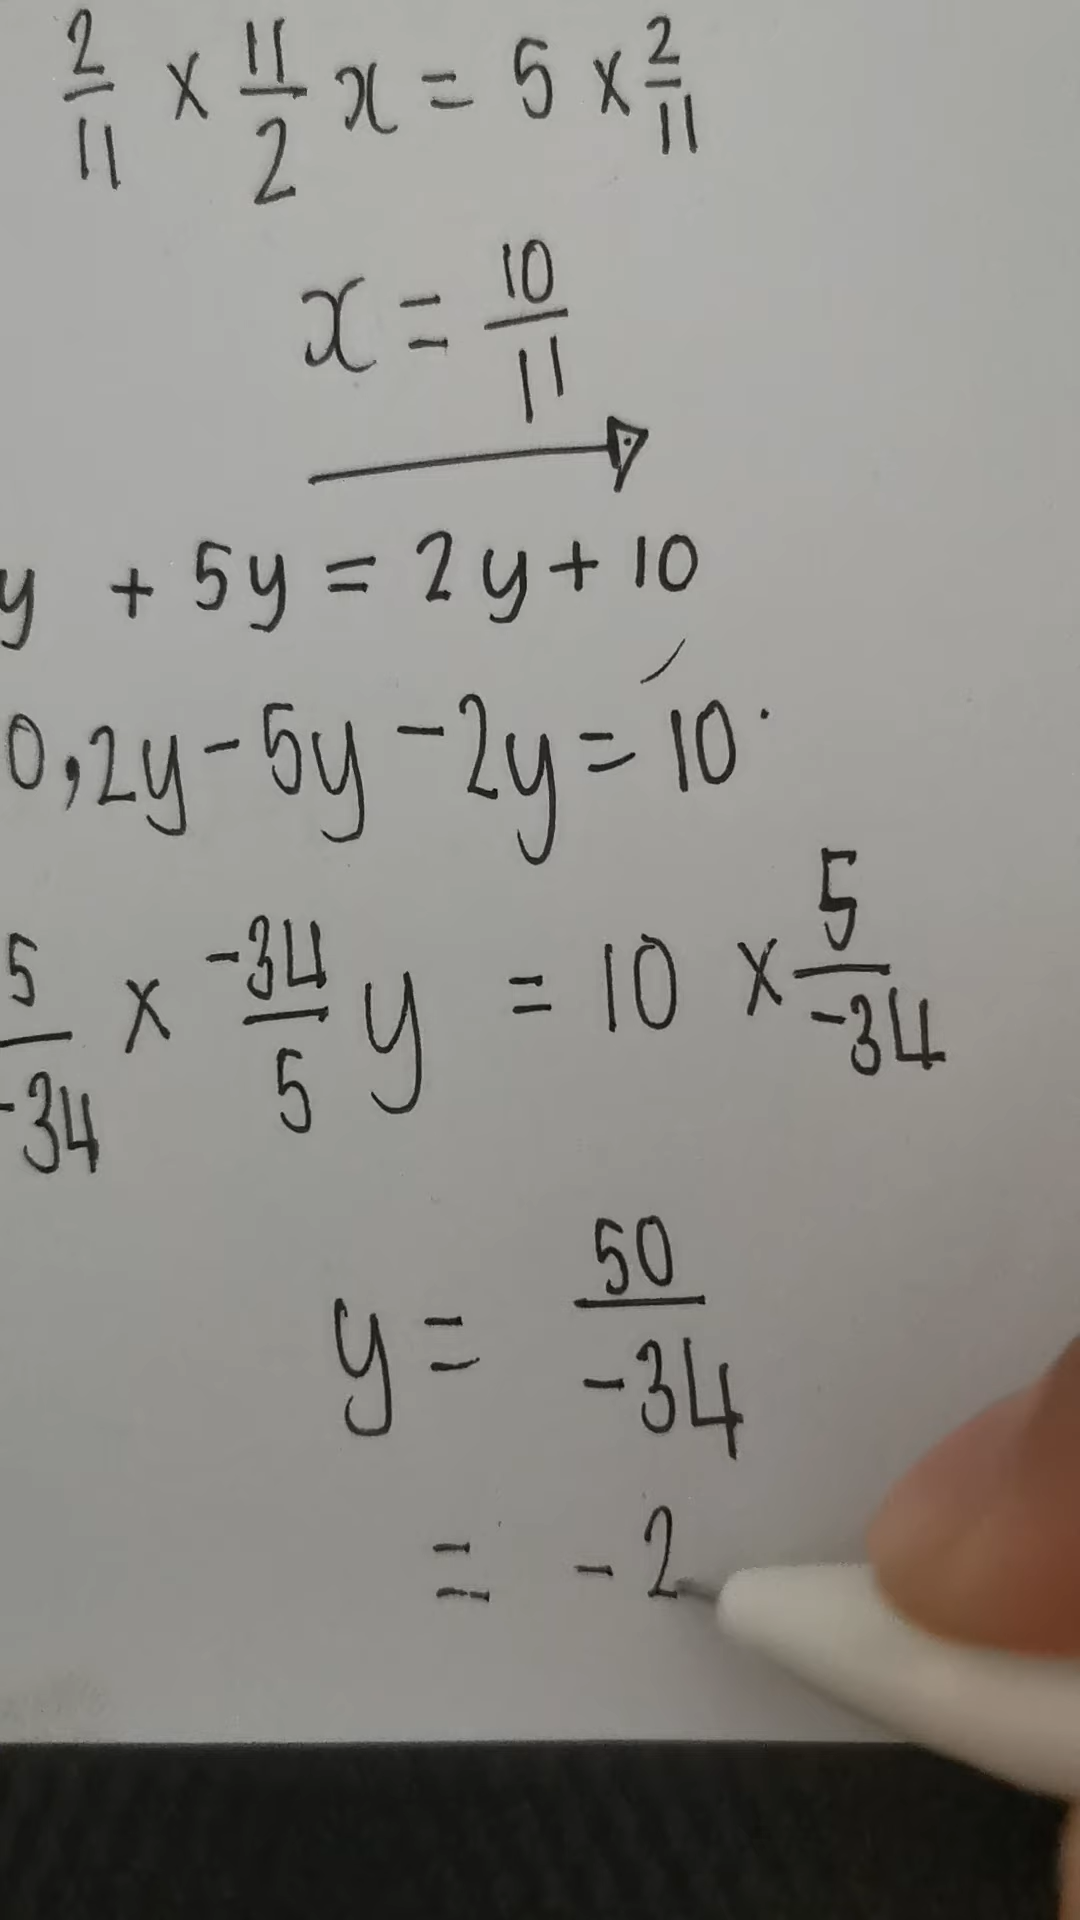 2/11 × 11/2 x = 5 × 2/11
x = 10/11
y + 5y = 2y + 10
0,2y - 5y - 2y = 10
5/-34 × -34/5 y = 10 × 5/-34
y = 50/-34
= - 2